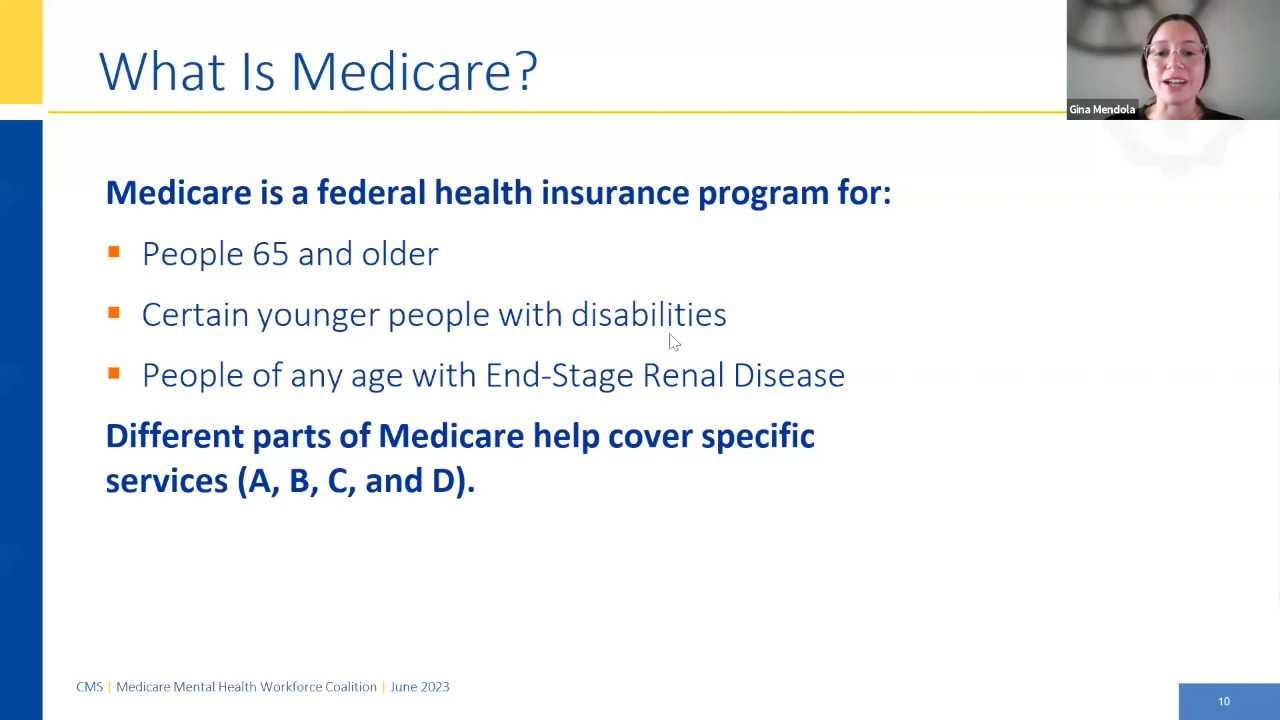 What Is Medicare?
Gina Mendola
Medicare is a federal health insurance program for:
People 65 and older
Certain younger people with disabilities
People of any age with End-Stage Renal Disease
Different parts of Medicare help cover specific
services (A, B, C, and D).
CMS | Medicare Mental Health Workforce Coalition | June 2023
10